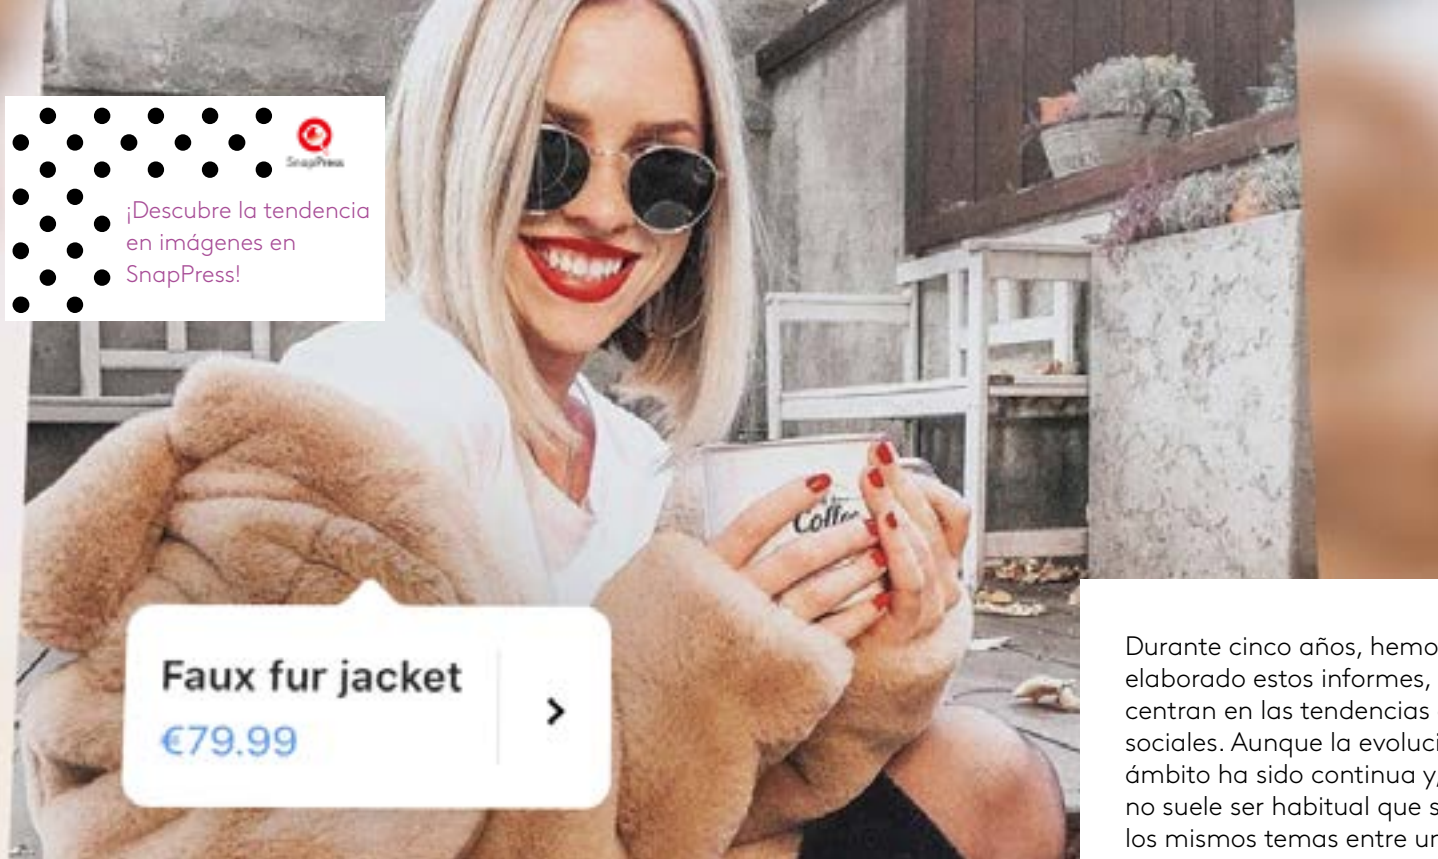 SnapPress
¡Descubre la tendencia
en imágenes en
SnapPress!
Coffee
Faux fur jacket
€79.99
Durante cinco años, hemo
elaborado estos informes,
centran en las tendencias
sociales. Aunque la evoluci
ámbito ha sido continua y,
no suele ser habitual que s
los mismos temas entre un